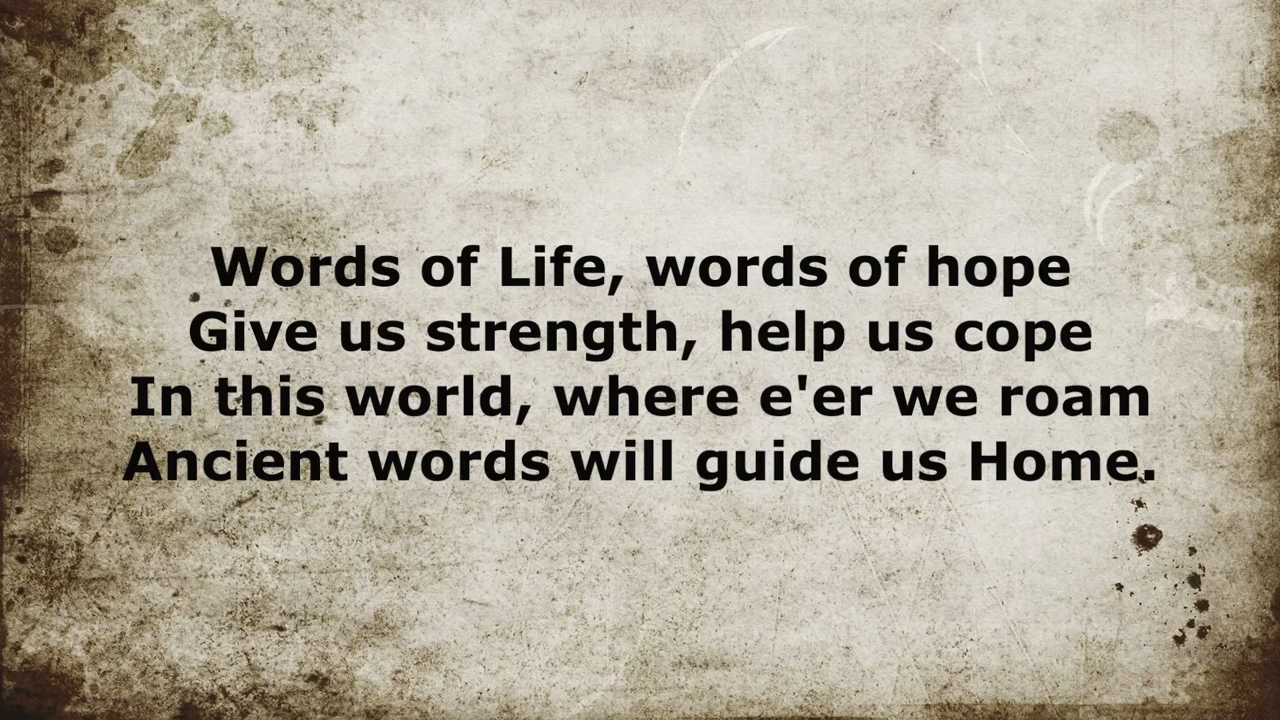 Words of Life, words of hope
Give us strength, help us cope
In this world, where e'er we roam
Ancient words will guide us Home.